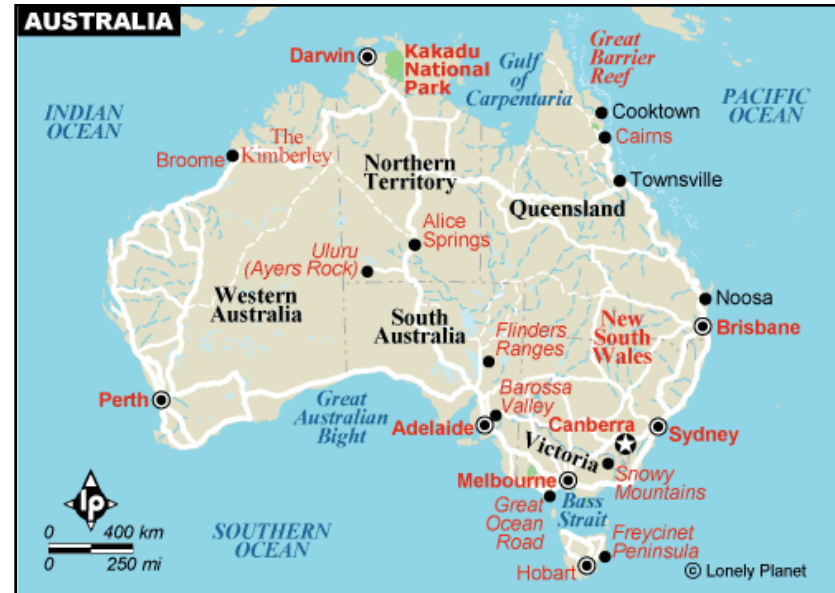 AUSTRALIA
Darwin
Kakadu
National
Park
Gulf
of
Carpentaria
Great
Barrier
Reef
INDIAN
OCEAN
PACIFIC
OCEAN
Cooktown
Cairns
Broome
The
Kimberley
Northern
Territory
Townsville
Queensland
Alice
Springs
Uluru
(Ayers Rock)
Western
Australia
South
Australia
Noosa
Brisbane
New
South
Wales
Flinders
Ranges
Perth
Great
Australian
Bight
Barossa
Valley
Adelaide
Canberra
Sydney
Victoria
Melbourne
Snowy
Mountains
Great
Ocean
Road
Bass
Strait
Freycinet
Peninsula
Hobart
lp
0 400 km
0 250 mi
SOUTHERN
OCEAN
© Lonely Planet